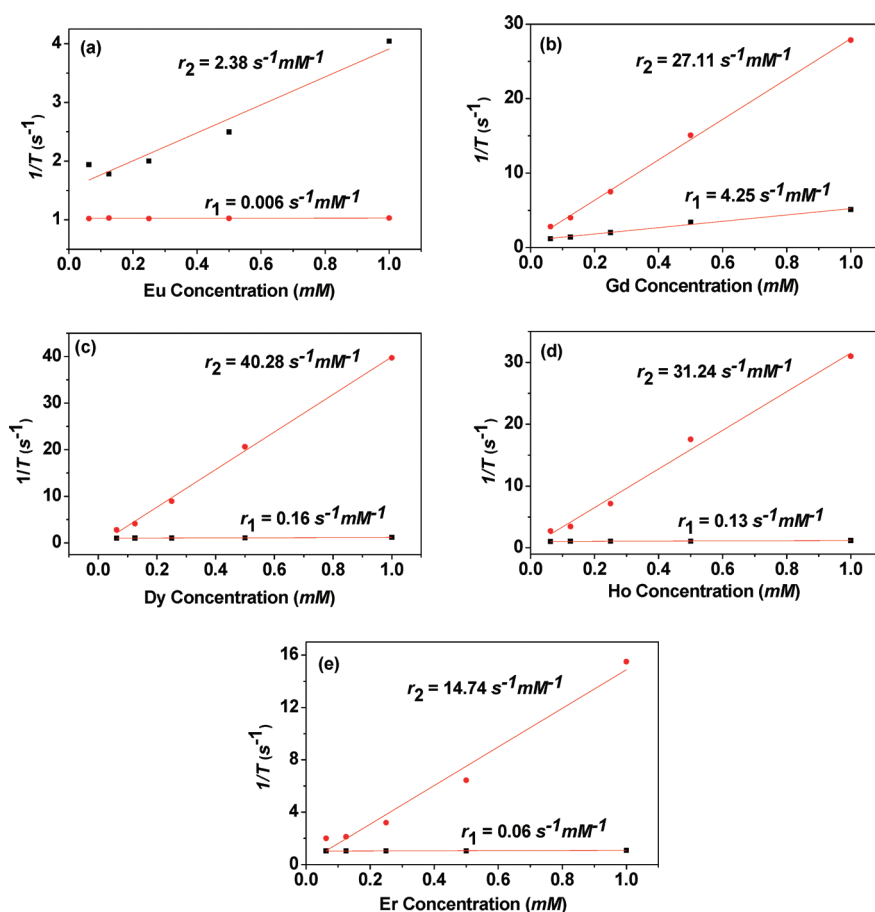 (a)
r2 = 2.38 s-1mM-1
r1 = 0.006 s-1mM-1
1/T (s-1)
4
3
2
1
0.0 0.2 0.4 0.6 0.8 1.0
Eu Concentration (mM)
(b)
r2 = 27.11 s-1mM-1
r1 = 4.25 s-1mM-1
1/T (s-1)
30
20
10
0
0.0 0.2 0.4 0.6 0.8 1.0
Gd Concentration (mM)
(c)
r2 = 40.28 s-1mM-1
r1 = 0.16 s-1mM-1
1/T (s-1)
40
30
20
10
0
0.0 0.2 0.4 0.6 0.8 1.0
Dy Concentration (mM)
(d)
r2 = 31.24 s-1mM-1
r1 = 0.13 s-1mM-1
1/T (s-1)
30
20
10
0
0.0 0.2 0.4 0.6 0.8 1.0
Ho Concentration (mM)
(e)
r2 = 14.74 s-1mM-1
r1 = 0.06 s-1mM-1
1/T (s-1)
16
12
8
4
0
0.0 0.2 0.4 0.6 0.8 1.0
Er Concentration (mM)